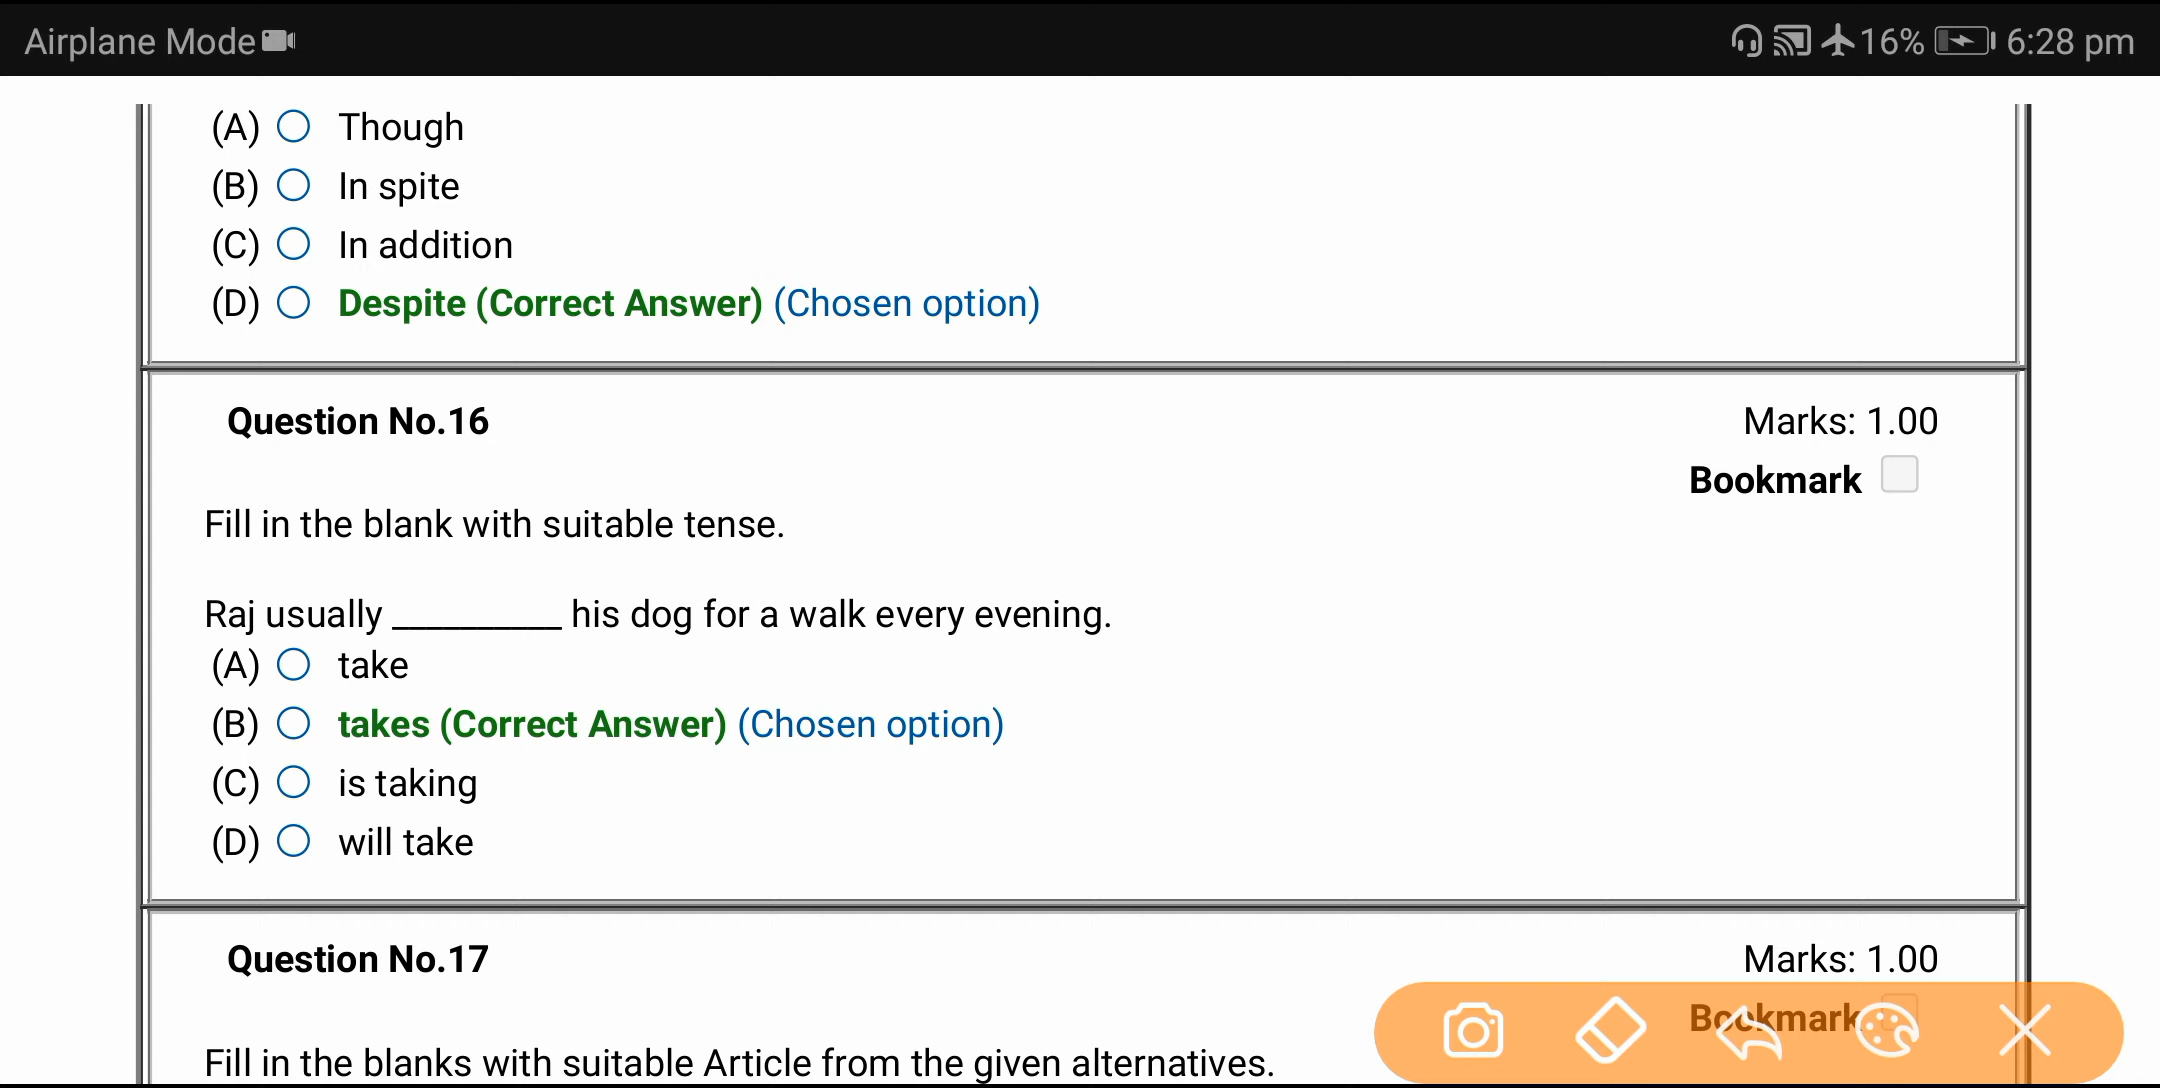 Airplane Mode 16% 6:28 pm
(A) Though
(B) In spite
(C) In addition
(D) Despite (Correct Answer) (Chosen option)
Question No.16 Marks: 1.00
Bookmark
Fill in the blank with suitable tense.
Raj usually _________ his dog for a walk every evening.
(A) take
(B) takes (Correct Answer) (Chosen option)
(C) is taking
(D) will take
Question No.17 Marks: 1.00
Bookmark
Fill in the blanks with suitable Article from the given alternatives.